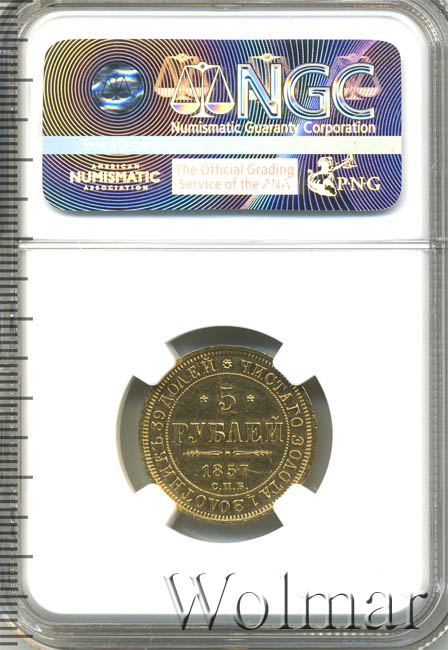 NGC
Numismatic Guaranty Corporation
AMERICAN
NUMISMATIC
ASSOCIATION
The Official Grading
Service of the ANA
PNG
ЧИСТАГО ЗОЛОТА 1 ЗОЛОТНИКЪ 39 ДОЛЕЙ
5
РУБЛЕЙ
1857
С.П.Б.
Wolmar